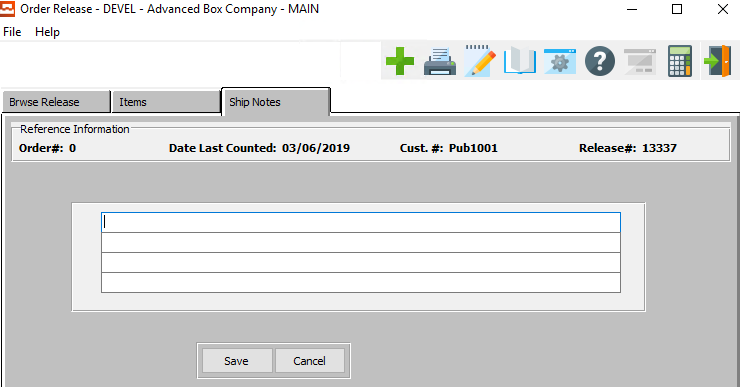 Order Release - DEVEL - Advanced Box Company - MAIN
File Help
Brwse Release Items Ship Notes
Reference Information
Order#: 0 Date Last Counted: 03/06/2019 Cust. #: Pub1001 Release#: 13337
Save Cancel